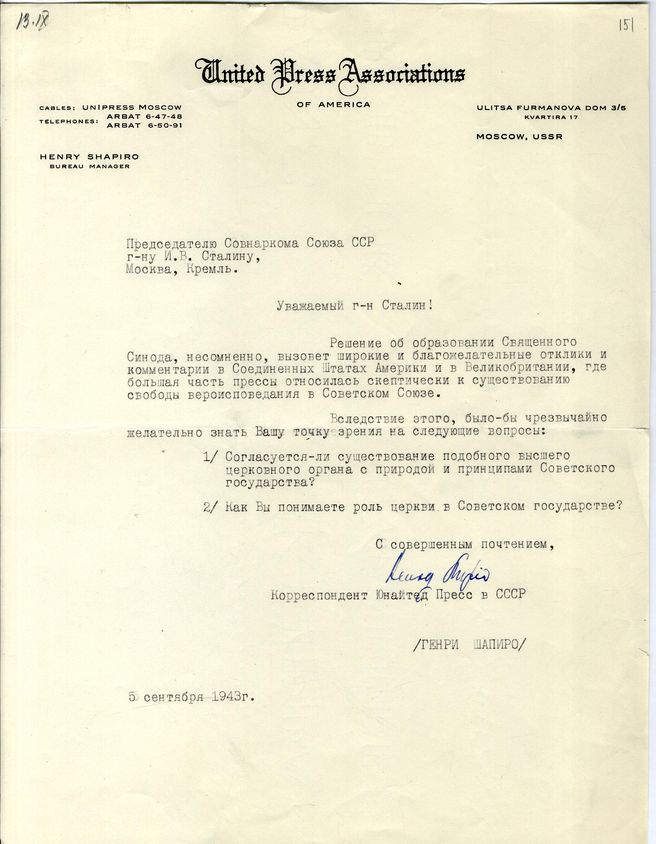 13.IX
151
United Press Associations
OF AMERICA
CABLES: UNIPRESS MOSCOW
TELEPHONES: ARBAT 6-47-48
ARBAT 6-50-91
ULITSA FURMANOVA DOM 3/5
KVARTIRA 17
MOSCOW, USSR
HENRY SHAPIRO
BUREAU MANAGER
Председателю Совнаркома Союза ССР
г-ну И.В. Сталину,
Москва, Кремль.
Уважаемый г-н Сталин!
Решение об образовании Священного
Синода, несомненно, вызовет широкие и благожелательные отклики и
комментарии в Соединенных Штатах Америки и в Великобритании, где
большая часть прессы относилась скептически к существованию
свободы вероисповедания в Советском Союзе.
Вследствие этого, было-бы чрезвычайно
желательно знать Вашу точку зрения на следующие вопросы:
1/ Согласуется-ли существование подобного высшего
церковного органа с природой и принципами Советского
государства?
2/ Как Вы понимаете роль церкви в Советском государстве?
С совершенным почтением,
Корреспондент Юнайтед Пресс в СССР
/ГЕНРИ ШАПИРО/
5 сентября 1943г.